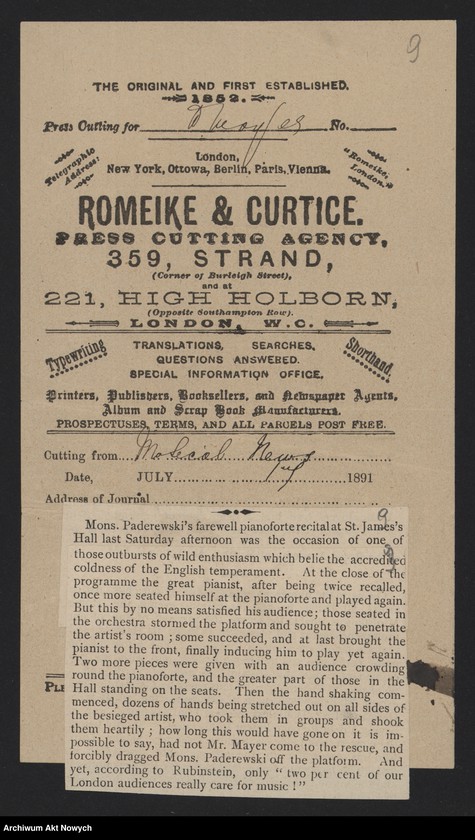 9
THE ORIGINAL AND FIRST ESTABLISHED.
1852.
Press Cutting for D Mayer No.
Telegraphic Address:
London,
New York, Ottowa, Berlin, Paris, Vienna.
"Romeike, London."
ROMEIKE & CURTICE.
PRESS CUTTING AGENCY,
359, STRAND,
(Corner of Burleigh Street),
and at
221, HIGH HOLBORN,
(Opposite Southampton Row).
LONDON, W.C.
Typewriting
TRANSLATIONS, SEARCHES.
QUESTIONS ANSWERED.
SPECIAL INFORMATION OFFICE.
Shorthand.
Printers, Publishers, Booksellers, and Newspaper Agents,
Album and Scrap Book Manufacturers.
PROSPECTUSES, TERMS, AND ALL PARCELS POST FREE.
Cutting from Musical News
Date, JULY 1891
Address of Journal
9
Mons. Paderewski's farewell pianoforte recital at St. James's
Hall last Saturday afternoon was the occasion of one of
those outbursts of wild enthusiasm which belie the accredited
coldness of the English temperament. At the close of the
programme the great pianist, after being twice recalled,
once more seated himself at the pianoforte and played again.
But this by no means satisfied his audience; those seated in
the orchestra stormed the platform and sought to penetrate
the artist's room; some succeeded, and at last brought the
pianist to the front, finally inducing him to play yet again.
Two more pieces were given with an audience crowding
round the pianoforte, and the greater part of those in the
Hall standing on the seats. Then the hand shaking com-
menced, dozens of hands being stretched out on all sides of
the besieged artist, who took them in groups and shook
them heartily; how long this would have gone on it is im-
possible to say, had not Mr. Mayer come to the rescue, and
forcibly dragged Mons. Paderewski off the platform. And
yet, according to Rubinstein, only "two per cent of our
London audiences really care for music!"
Archiwum Akt Nowych